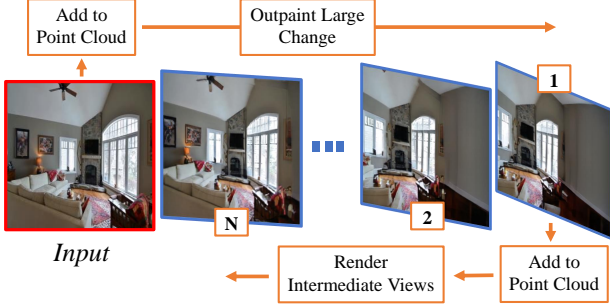 Add to
Point Cloud
Outpaint Large
Change
1
N
2
Input
Render
Intermediate Views
Add to
Point Cloud